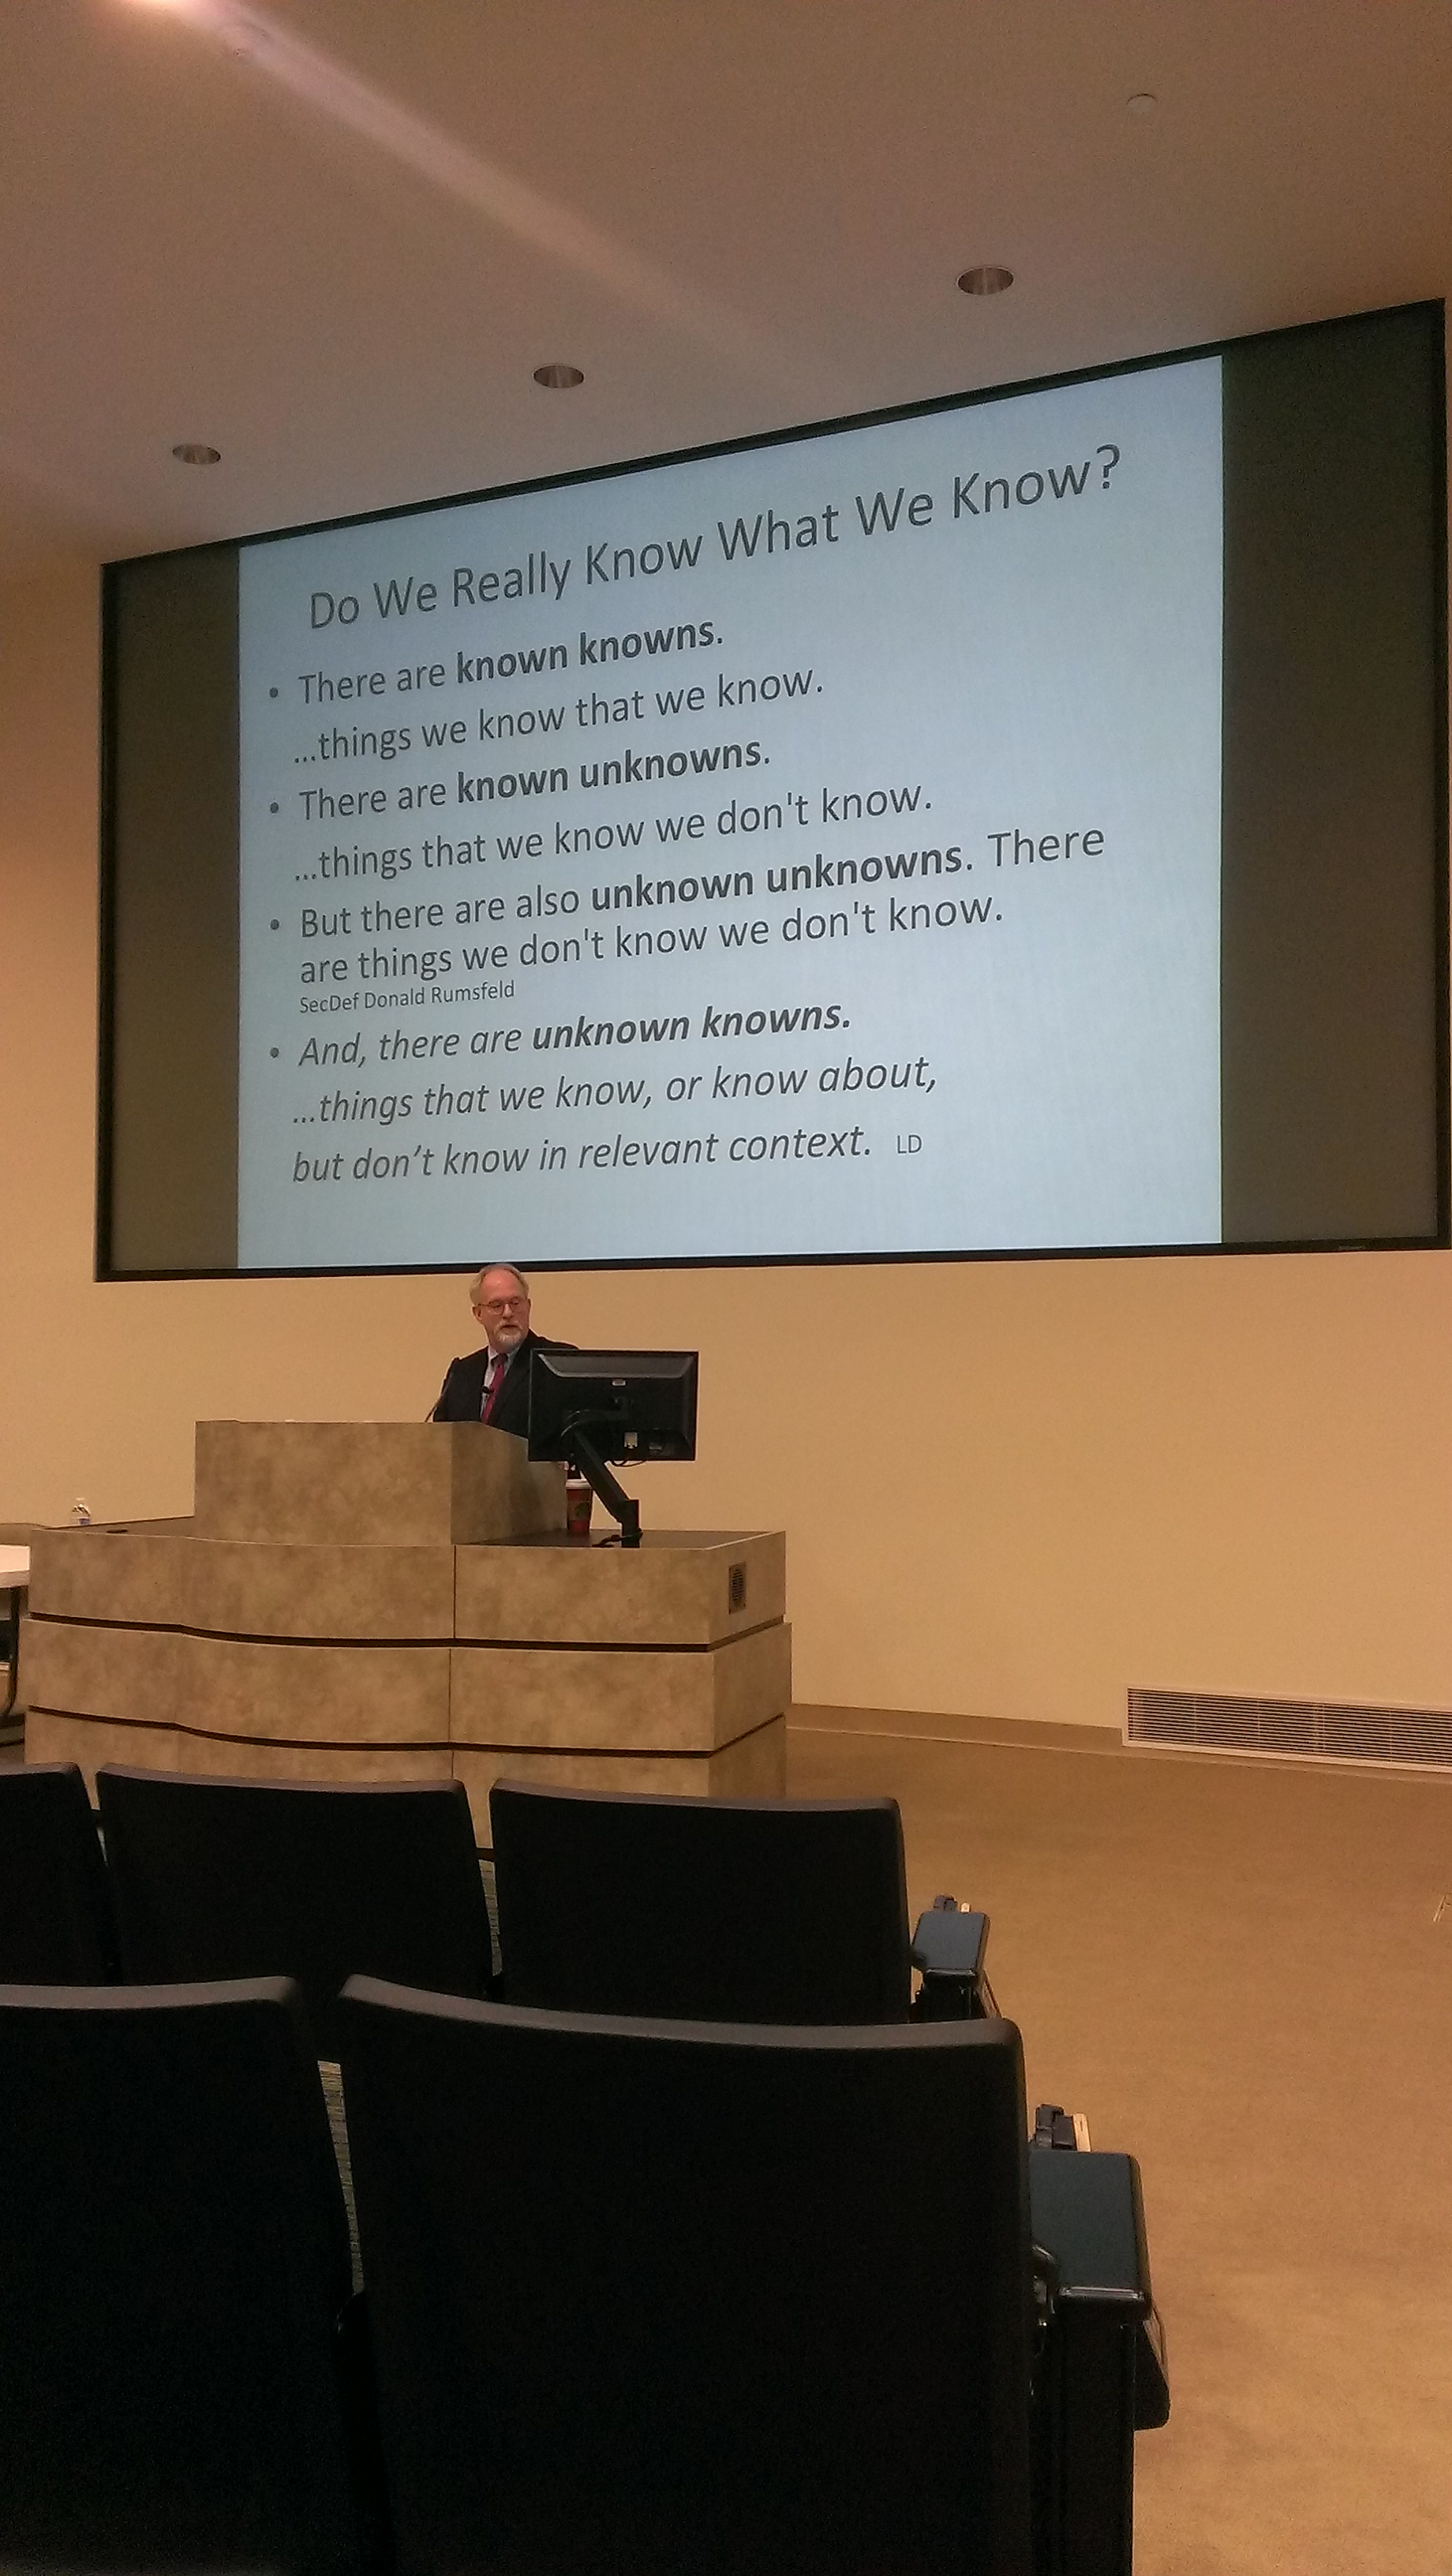 Do We Really Know What We Know?
• There are known knowns.
...things we know that we know.
• There are known unknowns.
...things that we know we don't know.
• But there are also unknown unknowns. There
are things we don't know we don't know.
SecDef Donald Rumsfeld
• And, there are unknown knowns.
...things that we know, or know about,
but don’t know in relevant context. LD